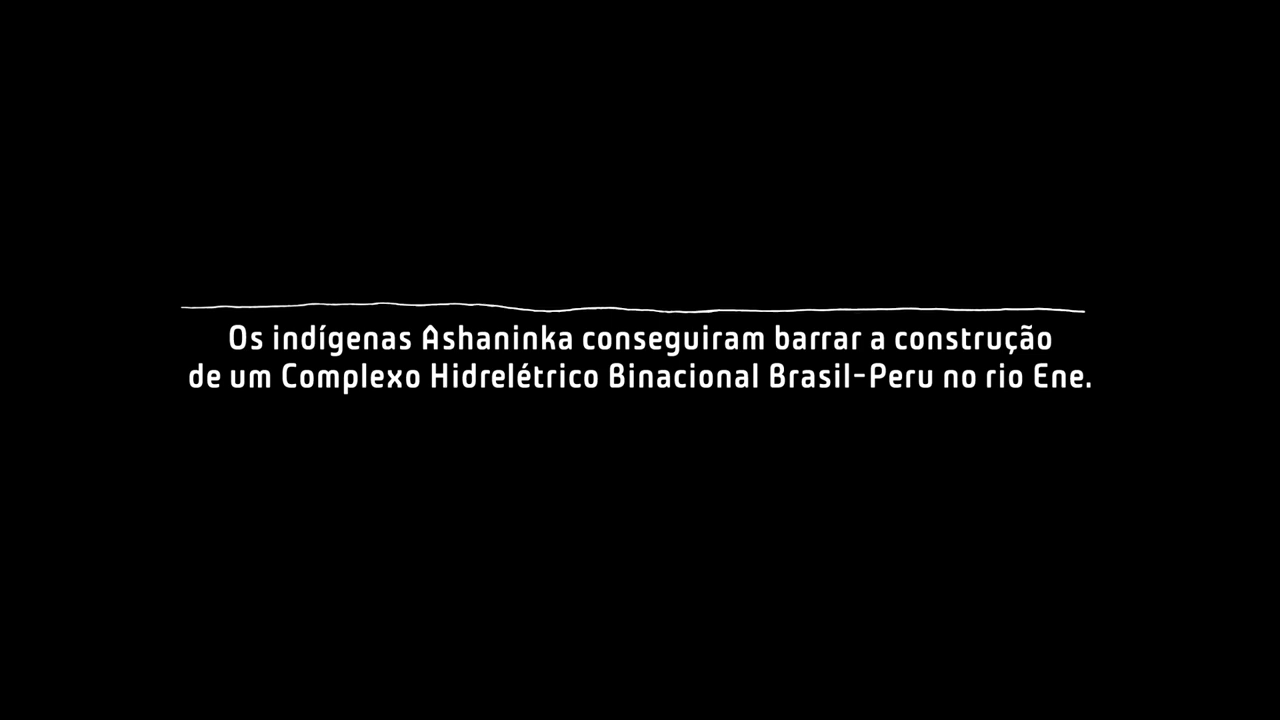 Os indígenas Ashaninka conseguiram barrar a construção
de um Complexo Hidrelétrico Binacional Brasil-Peru no rio Ene.